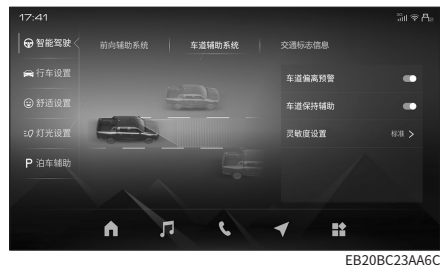 17:41
智能驾驶
前向辅助系统
车道辅助系统
交通标志信息
行车设置
车道偏离预警
舒适设置
车道保持辅助
灯光设置
灵敏度设置
标准
P 泊车辅助
EB20BC23AA6C